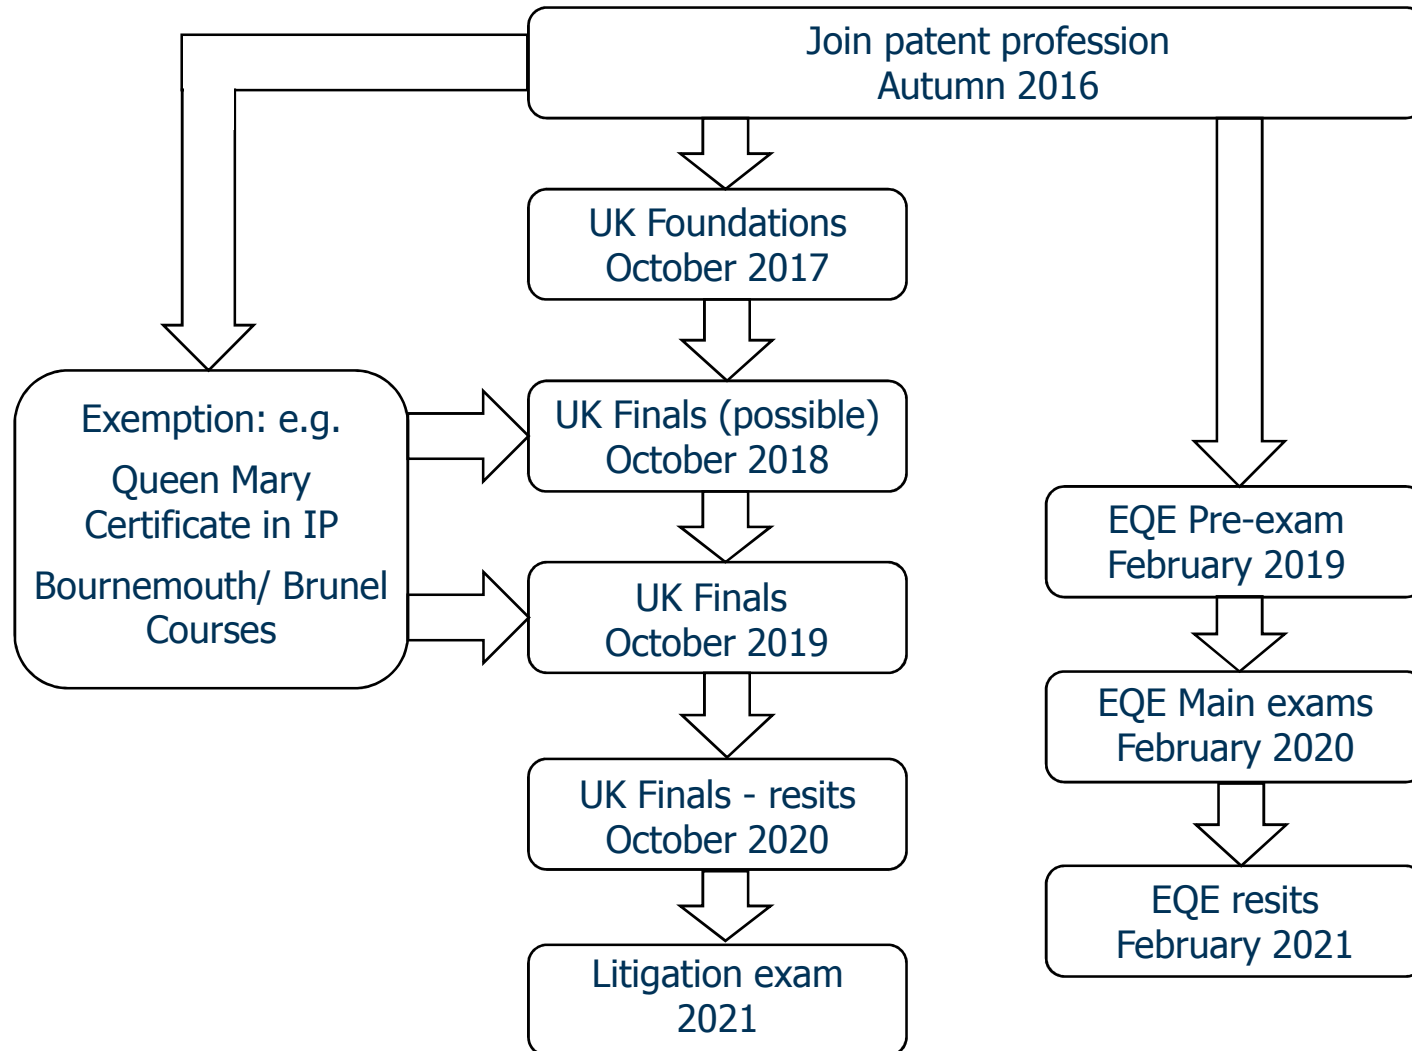 Join patent profession
Autumn 2016
UK Foundations
October 2017
Exemption: e.g.
Queen Mary
Certificate in IP
Bournemouth/ Brunel
Courses
UK Finals (possible)
October 2018
UK Finals
October 2019
UK Finals - resits
October 2020
Litigation exam
2021
EQE Pre-exam
February 2019
EQE Main exams
February 2020
EQE resits
February 2021